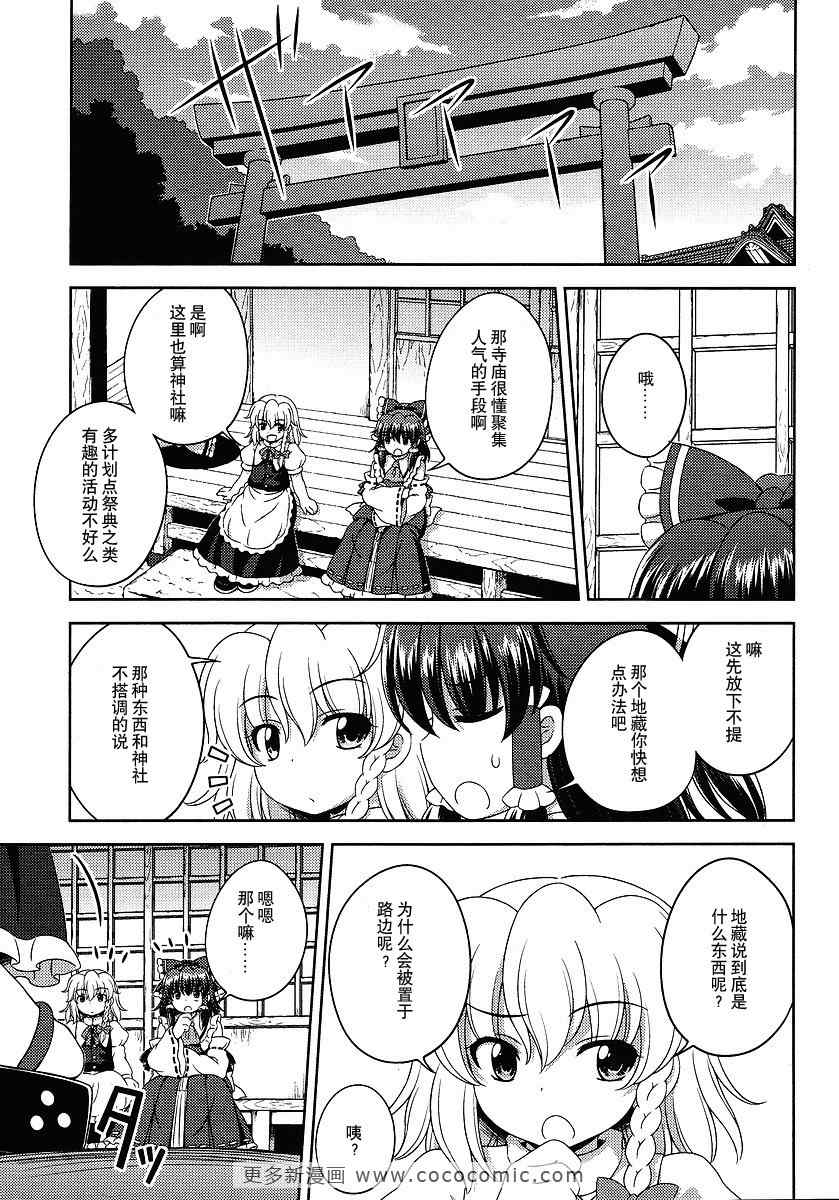 哦
……
那寺庙很懂聚集
人气的手段啊
是啊
这里也算神社嘛
多计划点祭典之类
有趣的活动不好么
嘛
这先放下不提
那个地藏你快想
点办法吧
那种东西和神社
不搭调的说
地藏说到底是
什么东西呢？
为什么会被置于
路边呢？
咦？
嗯嗯
那个嘛……
タッ
更多新漫画 www.cococomic.com